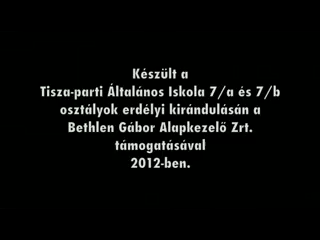 Készült a
Tisza-parti Általános Iskola 7/a és 7/b
osztályok erdélyi kirándulásán a
Bethlen Gábor Alapkezelő Zrt.
támogatásával
2012-ben.